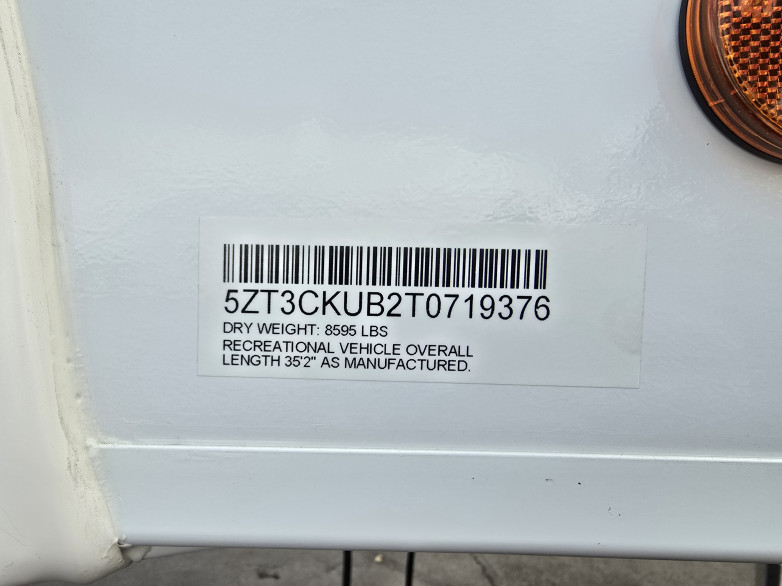 5ZT3CKUB2T0719376
DRY WEIGHT: 8595 LBS
RECREATIONAL VEHICLE OVERALL
LENGTH 35'2" AS MANUFACTURED.